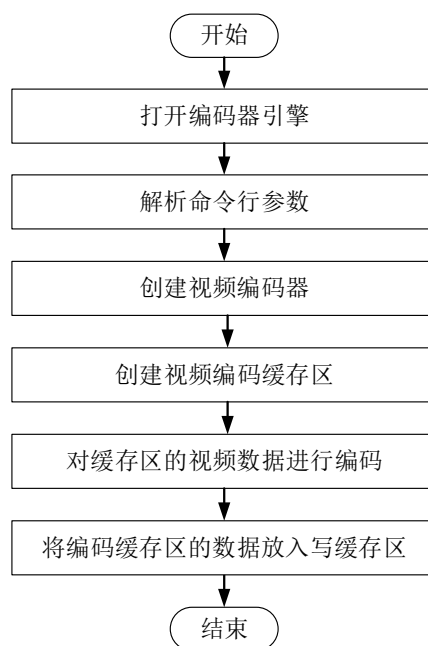 开始
打开编码器引擎
解析命令行参数
创建视频编码器
创建视频编码缓存区
对缓存区的视频数据进行编码
将编码缓存区的数据放入写缓存区
结束